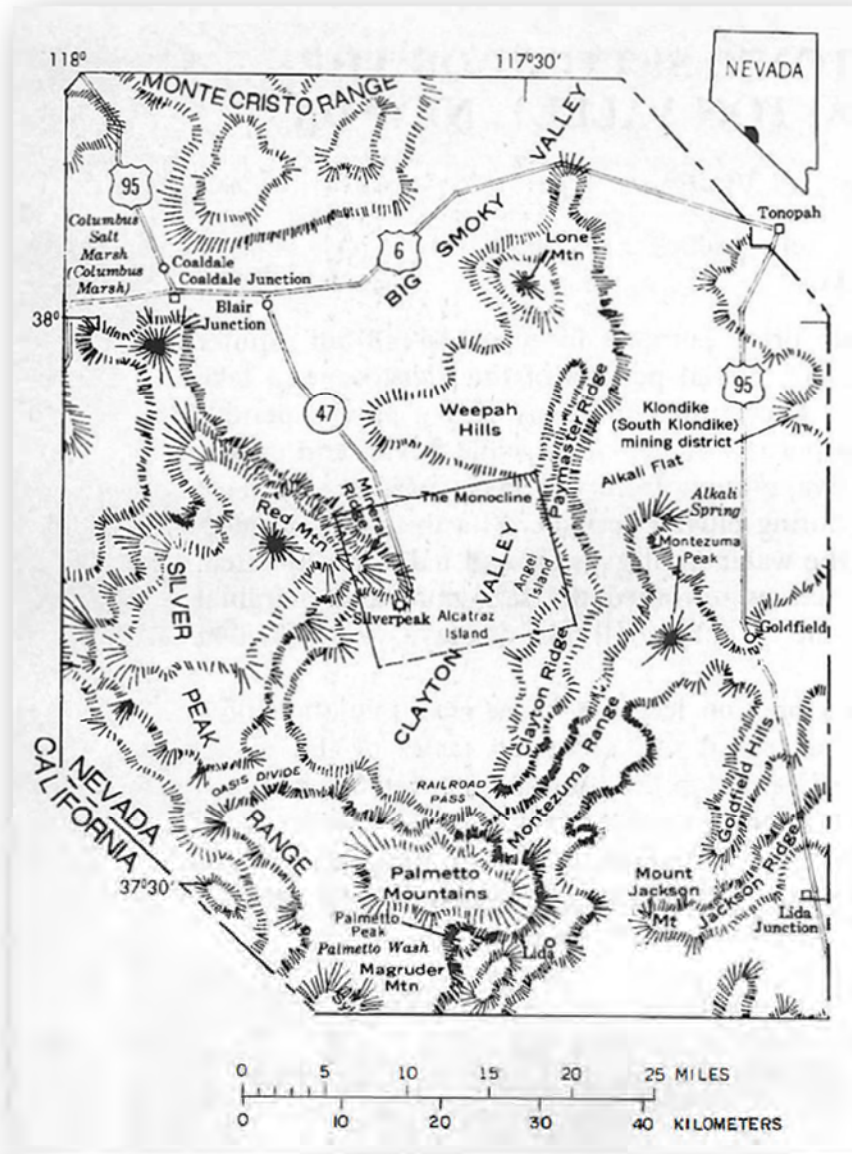 118°
117°30'
NEVADA
MONTE CRISTO RANGE
VALLEY
95
SMOKY
BIG
6
Tonopah
Columbus
Salt
Marsh
(Columbus
Marsh)
Coaldale
Coaldale Junction
Lone
Mtn
Blair
Junction
38°
95
47
Weepah
Hills
Paymaster Ridge
Klondike
(South Klondike)
mining district
Alkali Flat
Mineral
Ridge
The Monocline
Alkali
Spring
Red Mtn
Montezuma
Peak
SILVER
VALLEY
Angel
Island
Silverpeak
Alcatraz
Island
Goldfield
CLAYTON
Clayton Ridge
PEAK
Montezuma Range
Goldfield Hills
NEVADA
CALIFORNIA
OASIS DIVIDE
RAILROAD
PASS
RANGE
37°30'
Palmetto
Mountains
Mount
Jackson
Mt
Jackson Ridge
Lida
Junction
Palmetto
Peak
Palmetto Wash
Lida
Magruder
Mtn
Syl
0 5 10 15 20 25 MILES
0 10 20 30 40 KILOMETERS